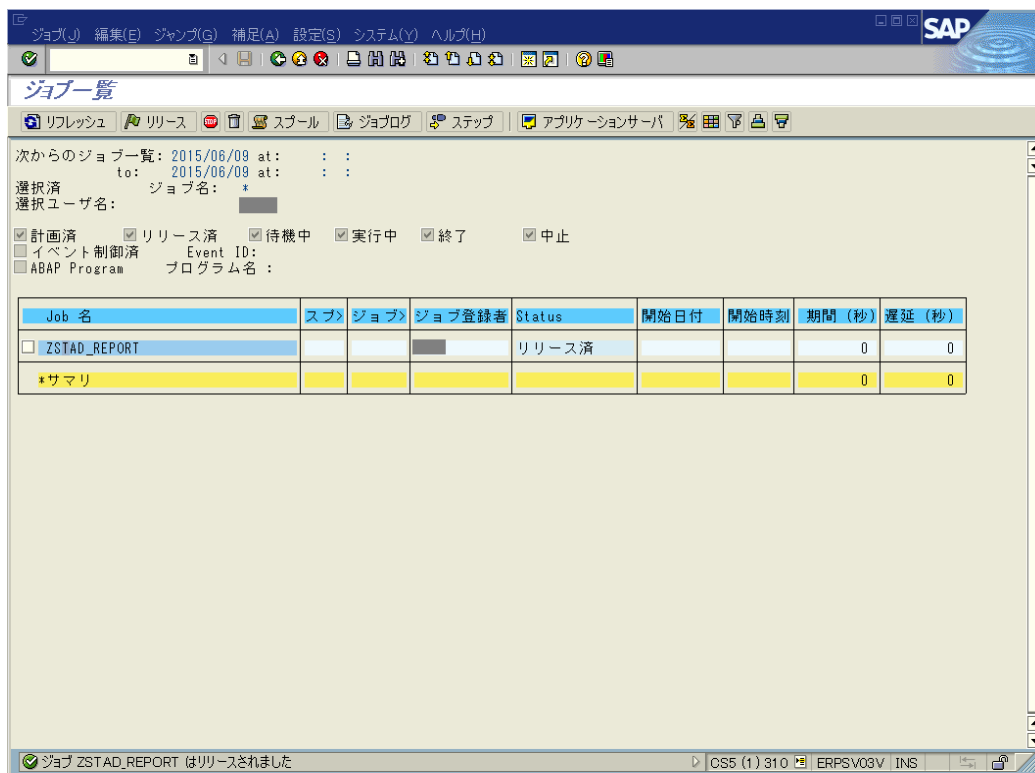 ジョブ(J) 編集(E) ジャンプ(G) 補足(A) 設定(S) システム(Y) ヘルプ(H)
SAP
ジョブ一覧
リフレッシュ リリース STOP スプール ジョブログ ステップ アプリケーションサーバ
次からのジョブ一覧: 2015/06/09 at: : :
to: 2015/06/09 at: : :
選択済 ジョブ名: *
選択ユーザ名:
計画済 リリース済 待機中 実行中 終了 中止
イベント制御済 Event ID:
ABAP Program プログラム名 :
Job 名 スプ> ジョブ> ジョブ登録者 Status 開始日付 開始時刻 期間 (秒) 遅延 (秒)
ZSTAD_REPORT リリース済 0 0
*サマリ 0 0
ジョブ ZSTAD_REPORT はリリースされました CS5 (1) 310 ERPSV03V INS